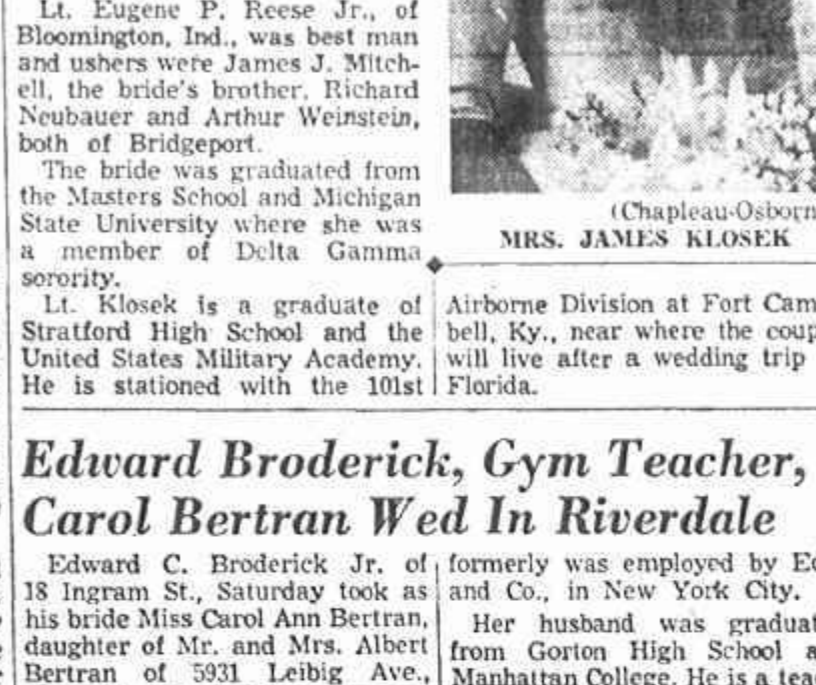 Lt. Eugene P. Reese Jr., of
Bloomington, Ind., was best man
and ushers were James J. Mitch-
ell, the bride's brother, Richard
Neubauer and Arthur Weinstein,
both of Bridgeport.
The bride was graduated from
the Masters School and Michigan
State University where she was
a member of Delta Gamma
sorority.
Lt. Klosek is a graduate of
Stratford High School and the
United States Military Academy.
He is stationed with the 101st
(Chapleau-Osborn
MRS. JAMES KLOSEK
Airborne Division at Fort Cam
bell, Ky., near where the coup
will live after a wedding trip
Florida.
Edward Broderick, Gym Teacher,
Carol Bertran Wed In Riverdale
Edward C. Broderick Jr. of
18 Ingram St., Saturday took as
his bride Miss Carol Ann Bertran,
daughter of Mr. and Mrs. Albert
Bertran of 5931 Leibig Ave.,
formerly was employed by Ed
and Co., in New York City.
Her husband was graduat
from Gorton High School a
Manhattan College. He is a teac